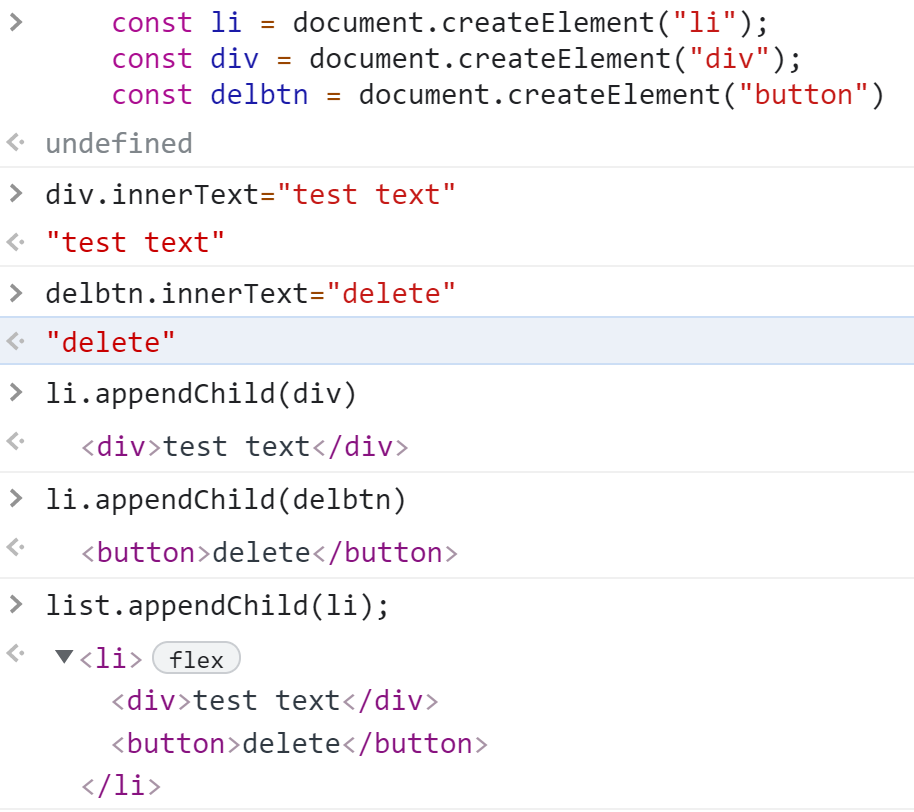 const li = document.createElement("li");
const div = document.createElement("div");
const delbtn = document.createElement("button")
undefined
div.innerText="test text"
"test text"
delbtn.innerText="delete"
"delete"
li.appendChild(div)
<div>test text</div>
li.appendChild(delbtn)
<button>delete</button>
list.appendChild(li);
<li> flex
<div>test text</div>
<button>delete</button>
</li>